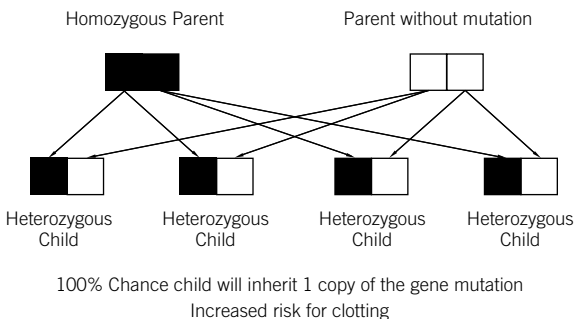 Homozygous Parent
Parent without mutation
Heterozygous Child
Heterozygous Child
Heterozygous Child
Heterozygous Child
100% Chance child will inherit 1 copy of the gene mutation
Increased risk for clotting